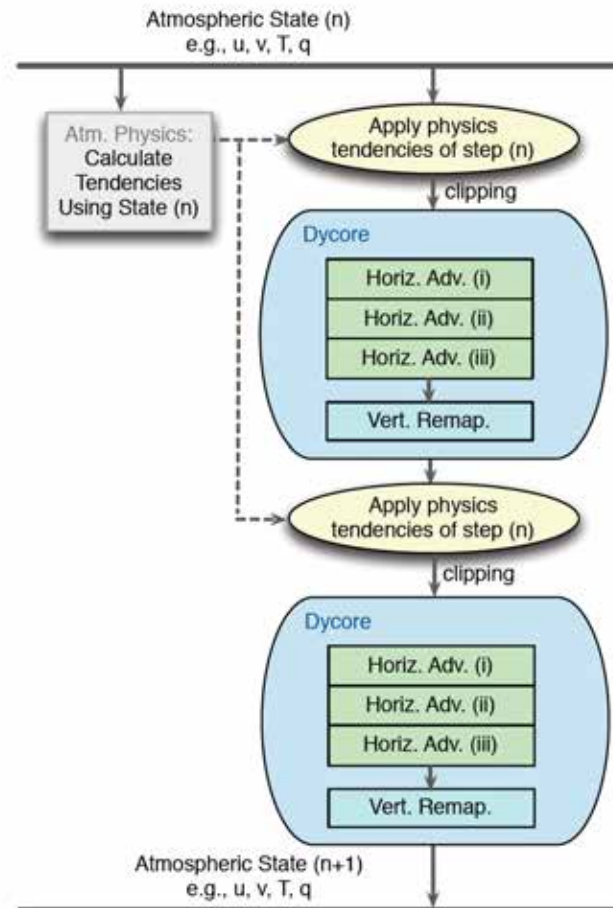 Atmospheric State (n)
e.g., u, v, T, q
Atm. Physics:
Calculate
Tendencies
Using State (n)
Apply physics
tendencies of step (n)
clipping
Dycore
Horiz. Adv. (i)
Horiz. Adv. (ii)
Horiz. Adv. (iii)
Vert. Remap.
Apply physics
tendencies of step (n)
clipping
Dycore
Horiz. Adv. (i)
Horiz. Adv. (ii)
Horiz. Adv. (iii)
Vert. Remap.
Atmospheric State (n+1)
e.g., u, v, T, q